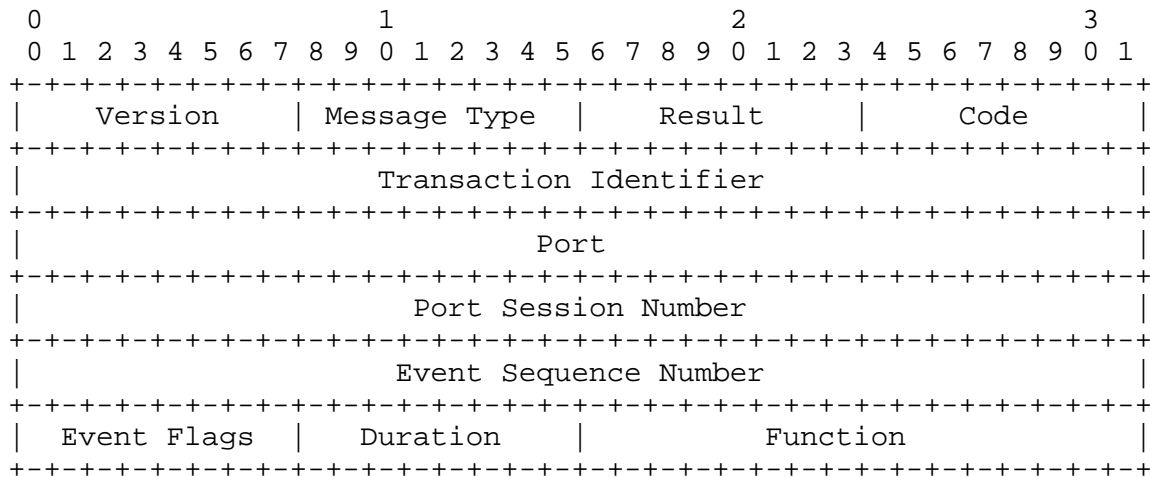 0                   1                   2                   3
 0 1 2 3 4 5 6 7 8 9 0 1 2 3 4 5 6 7 8 9 0 1 2 3 4 5 6 7 8 9 0 1
+-+-+-+-+-+-+-+-+-+-+-+-+-+-+-+-+-+-+-+-+-+-+-+-+-+-+-+-+-+-+-+-+
|    Version    | Message Type  |    Result     |     Code      |
+-+-+-+-+-+-+-+-+-+-+-+-+-+-+-+-+-+-+-+-+-+-+-+-+-+-+-+-+-+-+-+-+
|                    Transaction Identifier                     |
+-+-+-+-+-+-+-+-+-+-+-+-+-+-+-+-+-+-+-+-+-+-+-+-+-+-+-+-+-+-+-+-+
|                             Port                              |
+-+-+-+-+-+-+-+-+-+-+-+-+-+-+-+-+-+-+-+-+-+-+-+-+-+-+-+-+-+-+-+-+
|                      Port Session Number                      |
+-+-+-+-+-+-+-+-+-+-+-+-+-+-+-+-+-+-+-+-+-+-+-+-+-+-+-+-+-+-+-+-+
|                     Event Sequence Number                     |
+-+-+-+-+-+-+-+-+-+-+-+-+-+-+-+-+-+-+-+-+-+-+-+-+-+-+-+-+-+-+-+-+
|  Event Flags  |   Duration    |          Function             |
+-+-+-+-+-+-+-+-+-+-+-+-+-+-+-+-+-+-+-+-+-+-+-+-+-+-+-+-+-+-+-+-+